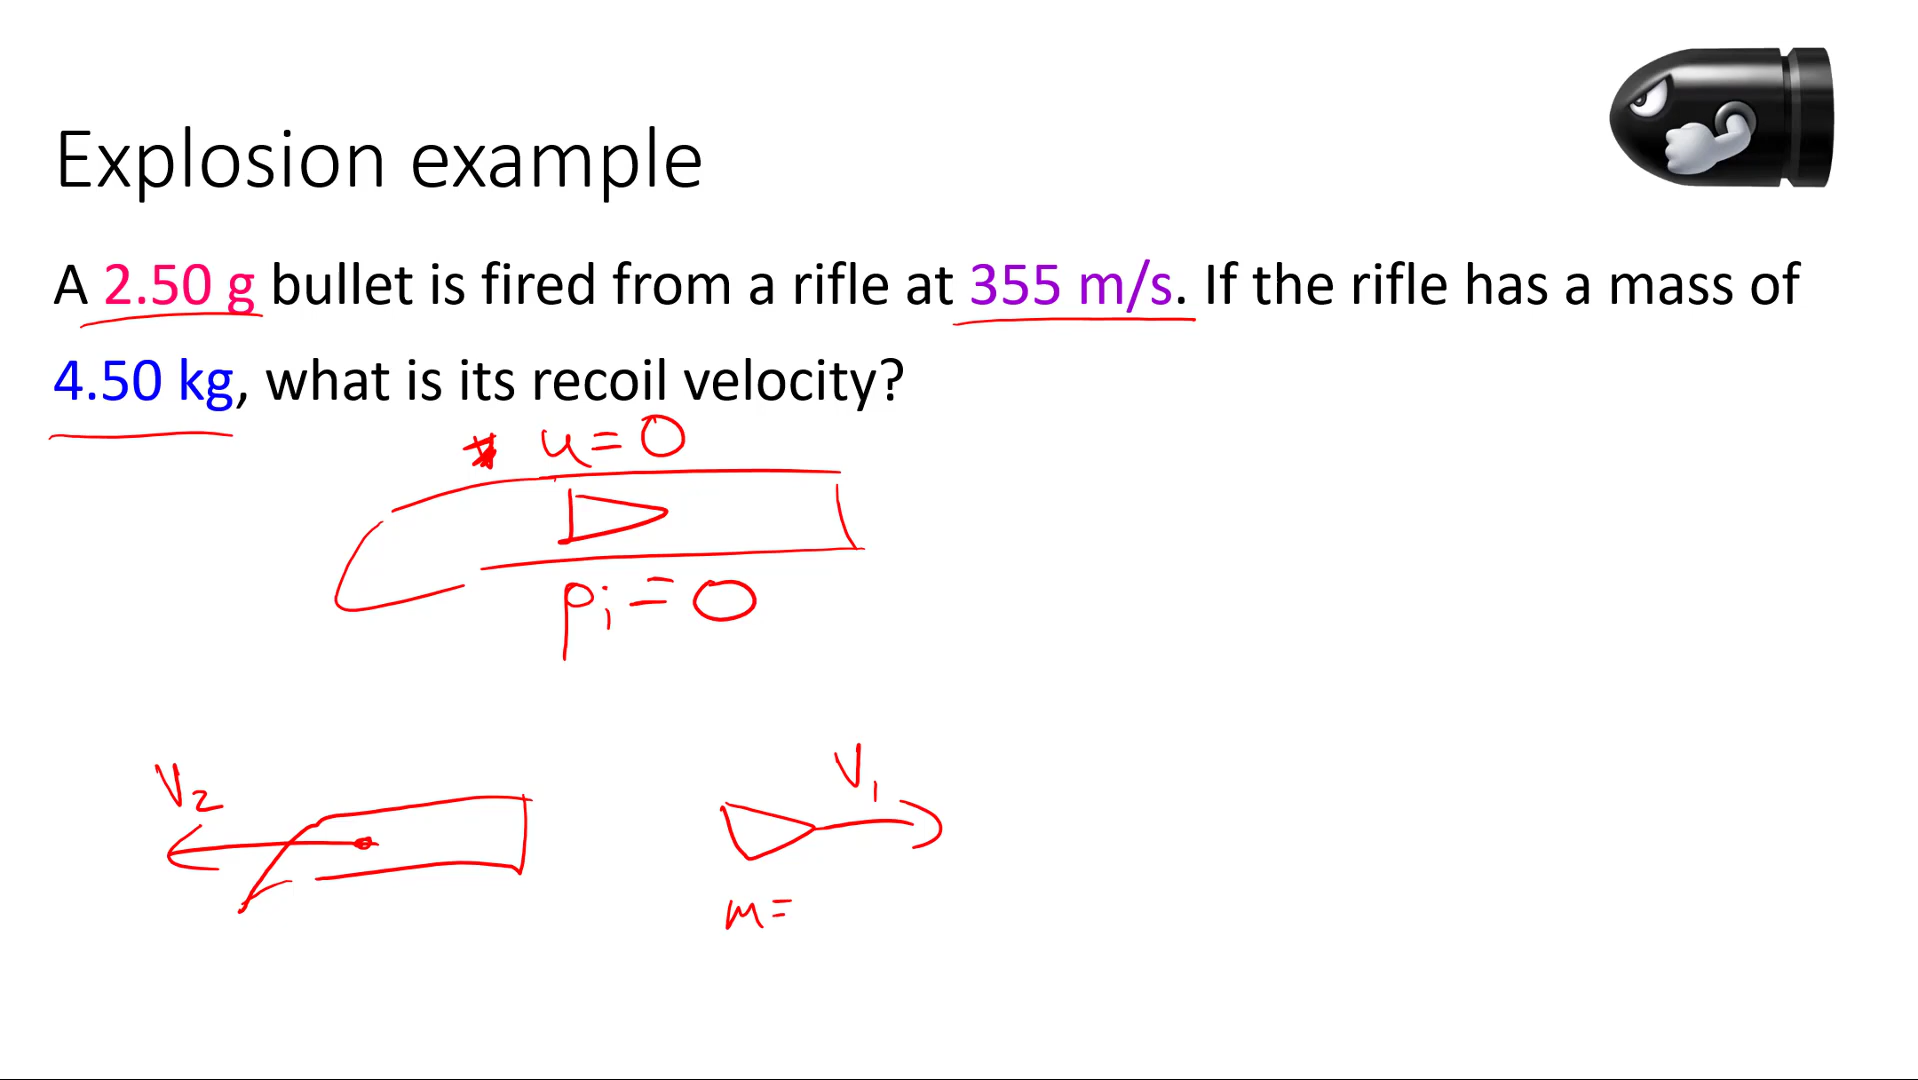 Explosion example
A 2.50 g bullet is fired from a rifle at 355 m/s. If the rifle has a mass of
4.50 kg, what is its recoil velocity?
* u=0
pi=0
V2
V1
m=